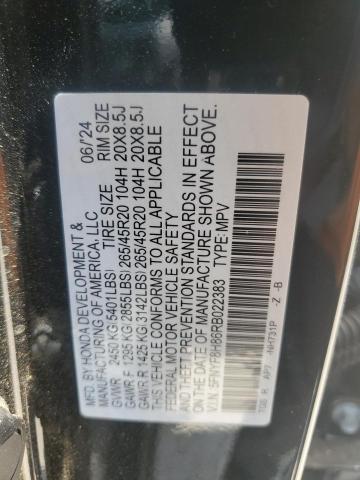 MFD. BY HONDA DEVELOPMENT & 06/'24
MANUFACTURING OF AMERICA, LLC
GVWR 2450 KG(5401LBS) TIRE SIZE RIM SIZE
GAWR F 1295 KG(2855LBS)265/45R20 104H 20X8.5J
GAWR R 1425 KG(3142LBS)265/45R20 104H 20X8.5J
THIS VEHICLE CONFORMS TO ALL APPLICABLE
FEDERAL MOTOR VEHICLE SAFETY
AND THEFT PREVENTION STANDARDS IN EFFECT
ON THE DATE OF MANUFACTURE SHOWN ABOVE.
V.I.N. 5FNYF8H86RB022383 TYPE:MPV
TGS R AP7 -NH731P -Z -B